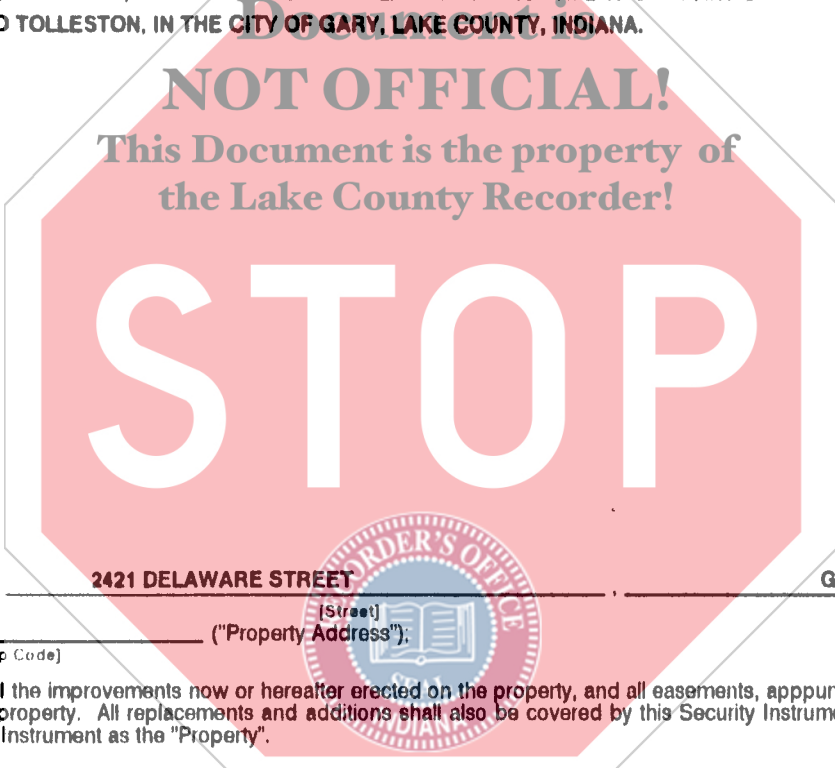 TOLLESTON, IN THE CITY OF GARY, LAKE COUNTY, INDIANA.
Document is
NOT OFFICIAL!
This Document is the property of
the Lake County Recorder!
STOP
2421 DELAWARE STREET G
[Street]
("Property Address");
Code]
the improvements now or hereafter erected on the property, and all easements, apppur
property. All replacements and additions shall also be covered by this Security Instrume
Instrument as the "Property".
RECORDER'S OFFICE
SEAL
INDIANA